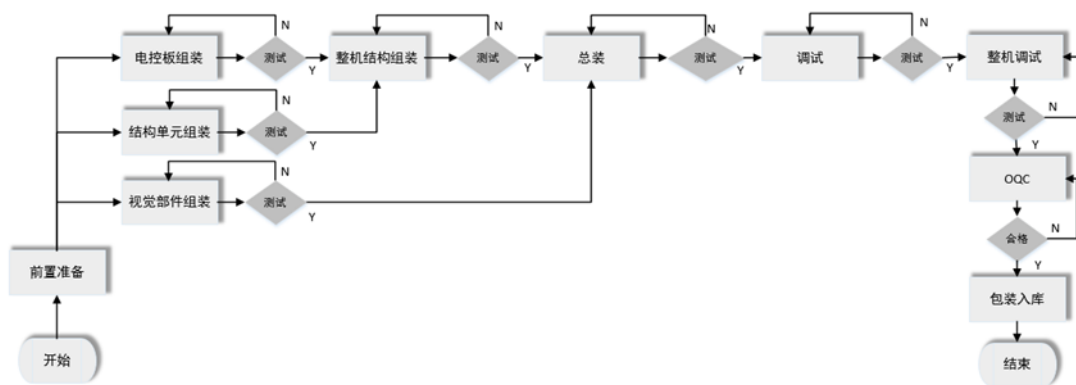 N
N
N
N
电控板组装
测试
Y
整机结构组装
测试
Y
总装
测试
Y
调试
测试
Y
整机调试
N
结构单元组装
测试
Y
测试
N
Y
N
视觉部件组装
测试
Y
OQC
合格
N
Y
前置准备
包装入库
开始
结束